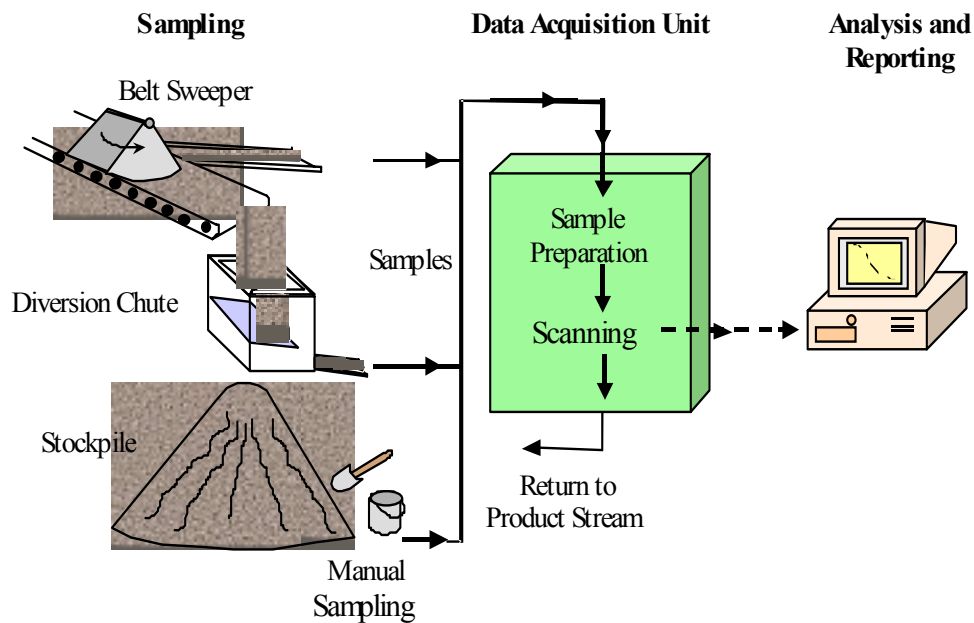 Sampling
Data Acquisition Unit
Analysis and
Reporting
Belt Sweeper
Samples
Diversion Chute
Stockpile
Manual
Sampling
Sample
Preparation
Scanning
Return to
Product Stream